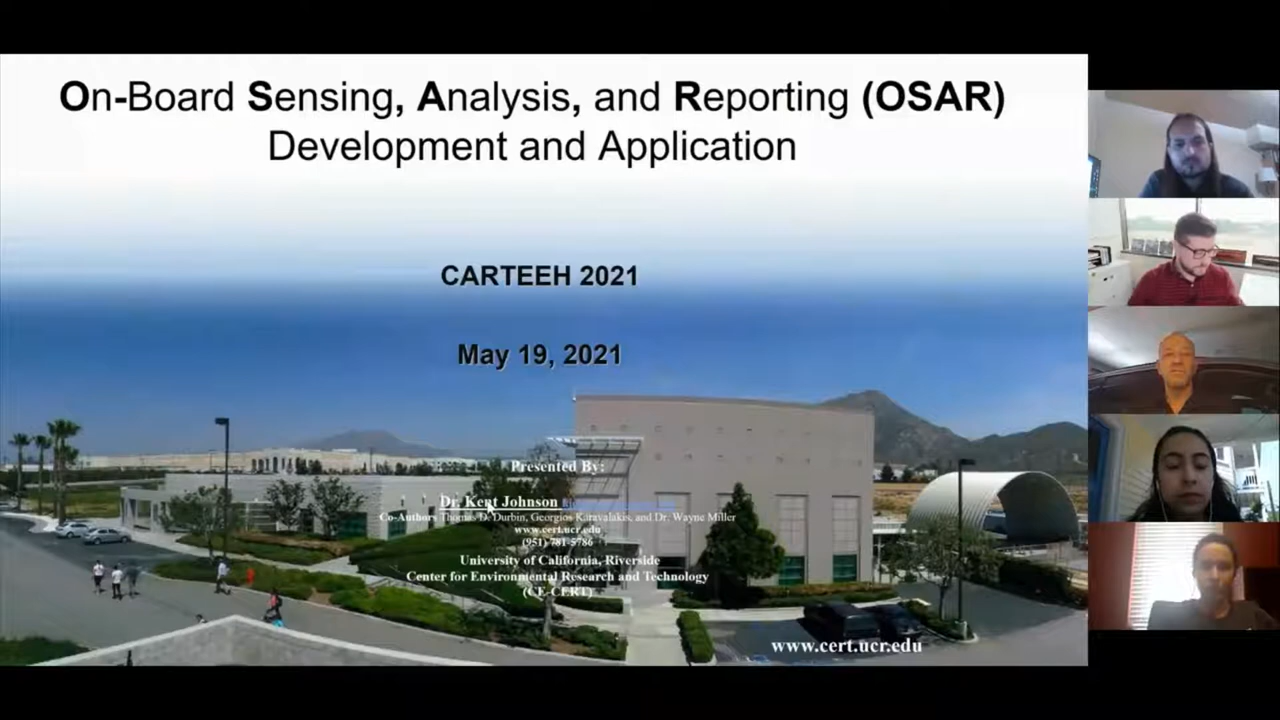 On-Board Sensing, Analysis, and Reporting (OSAR)
Development and Application
CARTEEH 2021
May 19, 2021
Presented By:
Dr. Kent Johnson
Co-Authors Thomas D. Durbin, Georgios Karavalakis, and Dr. Wayne Miller
www.cert.ucr.edu
(951) 781-5786
University of California, Riverside
Center for Environmental Research and Technology
(CE-CERT)
www.cert.ucr.edu